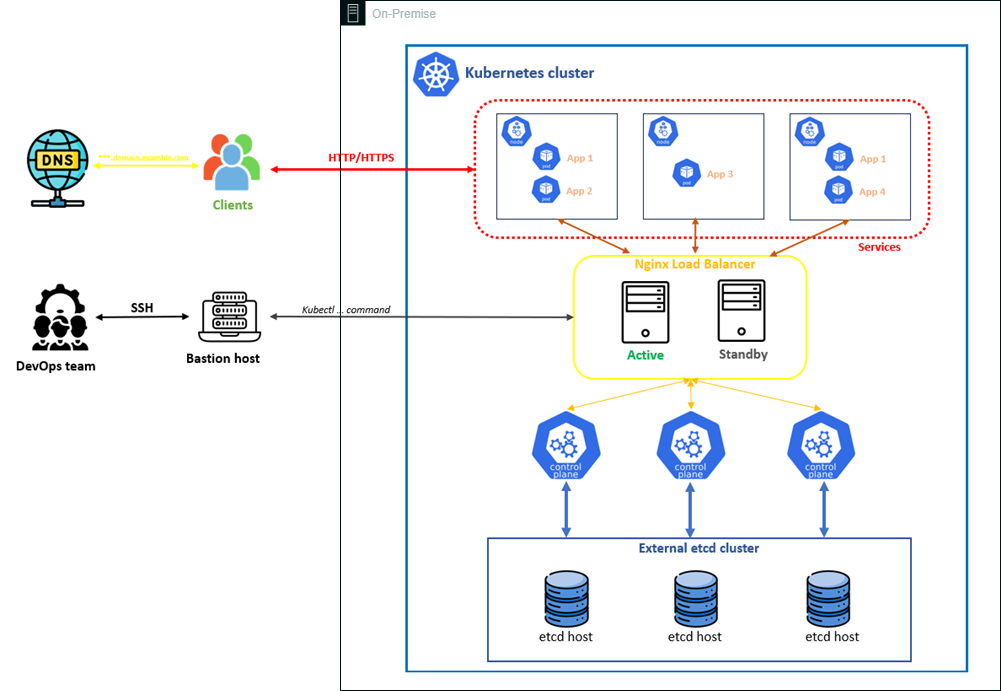 On-Premise
Kubernetes cluster
node
pod
App 1
pod
App 2
node
pod
App 3
node
pod
App 1
pod
App 4
Services
DNS
***.domain.examble.com
Clients
HTTP/HTTPS
Nginx Load Balancer
Active
Standby
DevOps team
SSH
Bastion host
Kubectl ... command
control
plane
control
plane
control
plane
External etcd cluster
etcd host
etcd host
etcd host